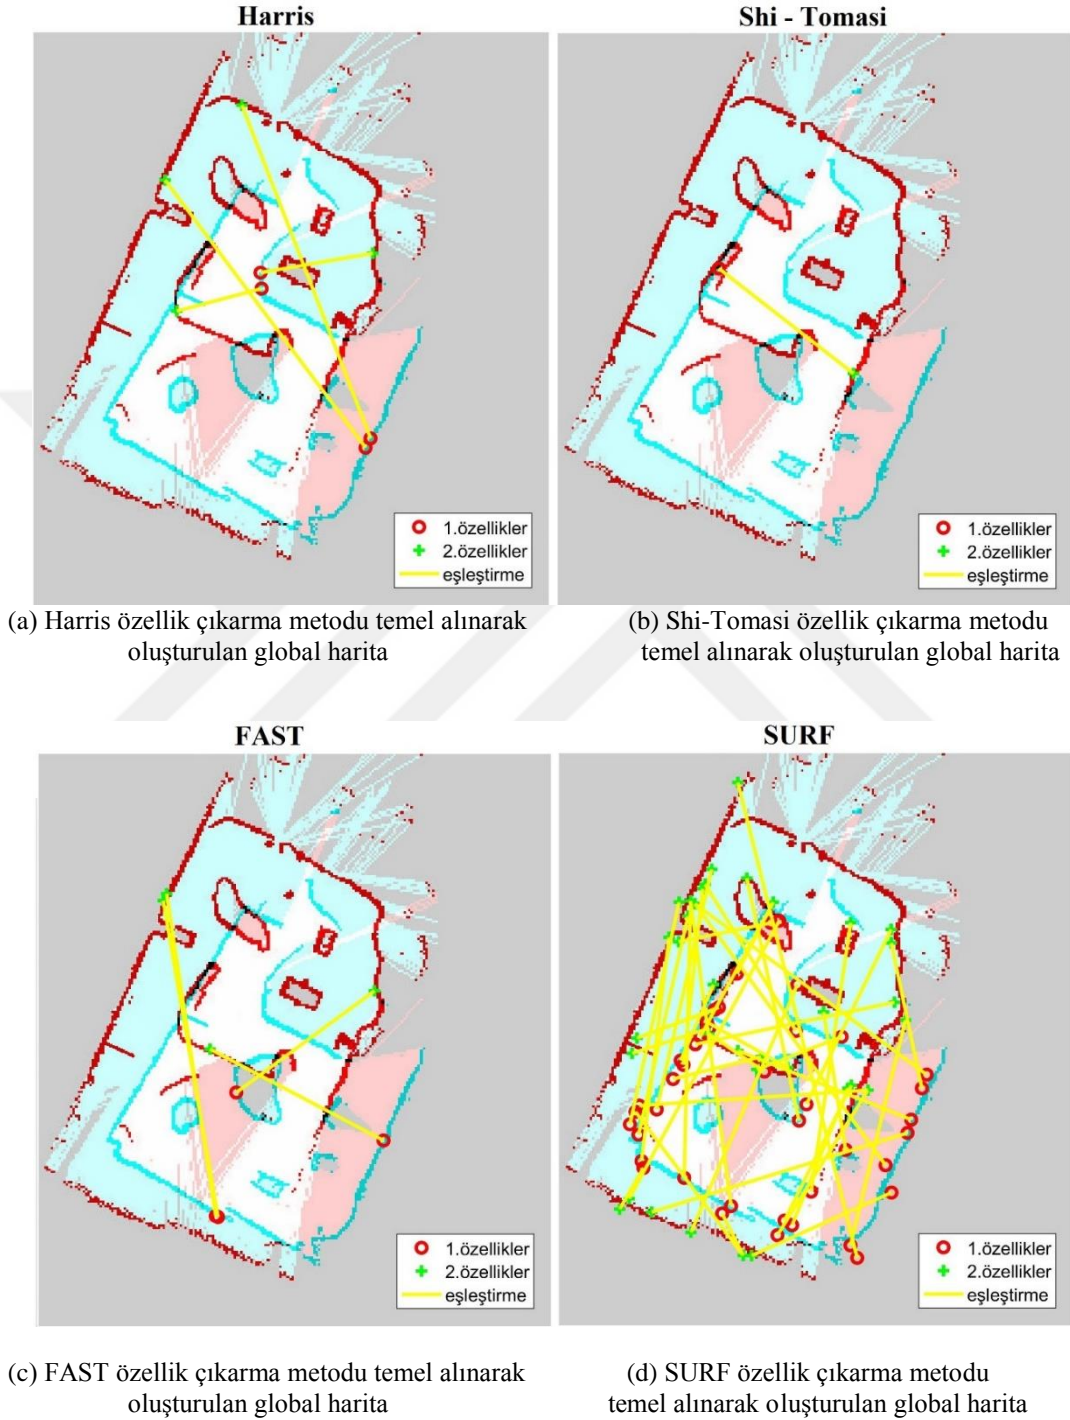 Harris
Shi - Tomasi
1.özellikler
2.özellikler
eşleştirme
1.özellikler
2.özellikler
eşleştirme
(a) Harris özellik çıkarma metodu temel alınarak
oluşturulan global harita
(b) Shi-Tomasi özellik çıkarma metodu
temel alınarak oluşturulan global harita
FAST
SURF
1.özellikler
2.özellikler
eşleştirme
1.özellikler
2.özellikler
eşleştirme
(c) FAST özellik çıkarma metodu temel alınarak
oluşturulan global harita
(d) SURF özellik çıkarma metodu
temel alınarak oluşturulan global harita